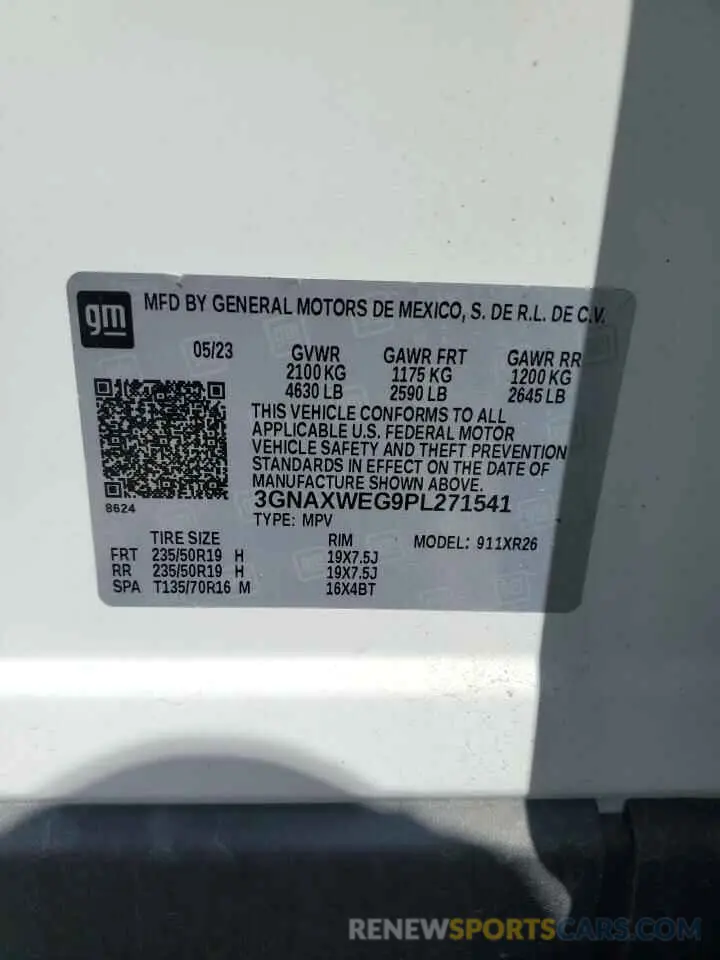 gm MFD BY GENERAL MOTORS DE MEXICO, S. DE R.L. DE C.V.
05/23 GVWR GAWR FRT GAWR RR
2100 KG 1175 KG 1200 KG
4630 LB 2590 LB 2645 LB
THIS VEHICLE CONFORMS TO ALL
APPLICABLE U.S. FEDERAL MOTOR
VEHICLE SAFETY AND THEFT PREVENTION
STANDARDS IN EFFECT ON THE DATE OF
MANUFACTURE SHOWN ABOVE.
8624 3GNAXWEG9PL271541
TYPE: MPV
TIRE SIZE RIM MODEL: 911XR26
FRT 235/50R19 H 19X7.5J
RR 235/50R19 H 19X7.5J
SPA T135/70R16 M 16X4BT
RENEWSPORTSCARS.COM